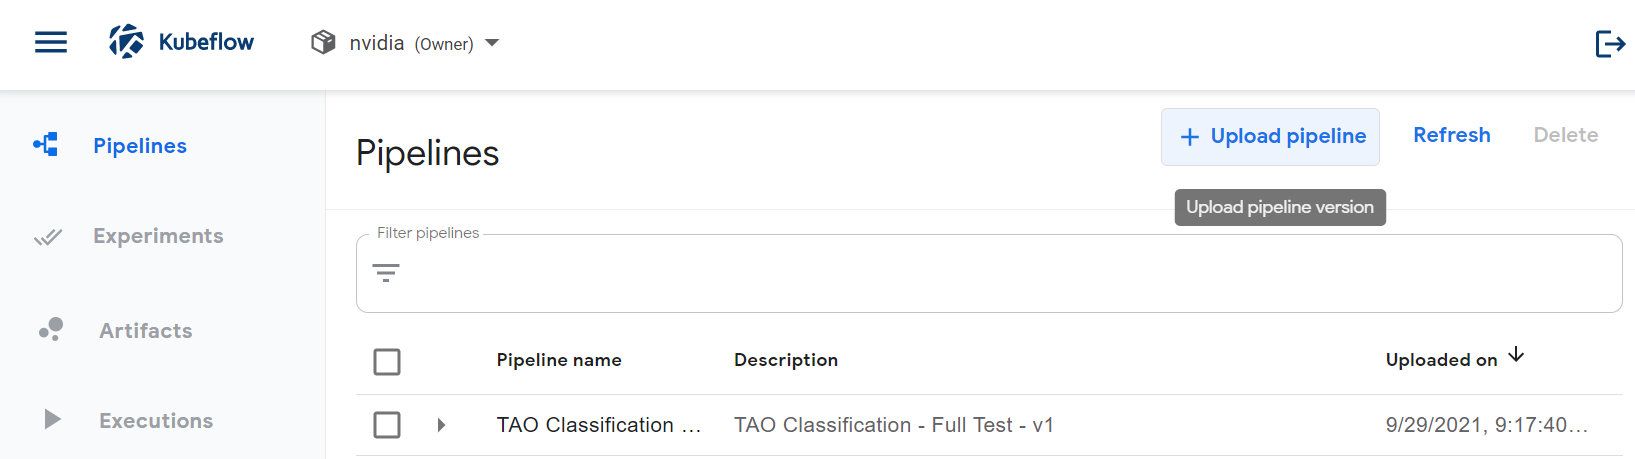 Kubeflow nvidia (Owner)
Pipelines
Experiments
Artifacts
Executions
Pipelines
+ Upload pipeline Refresh Delete
Upload pipeline version
Filter pipelines
Pipeline name Description Uploaded on
TAO Classification ... TAO Classification - Full Test - v1 9/29/2021, 9:17:40...